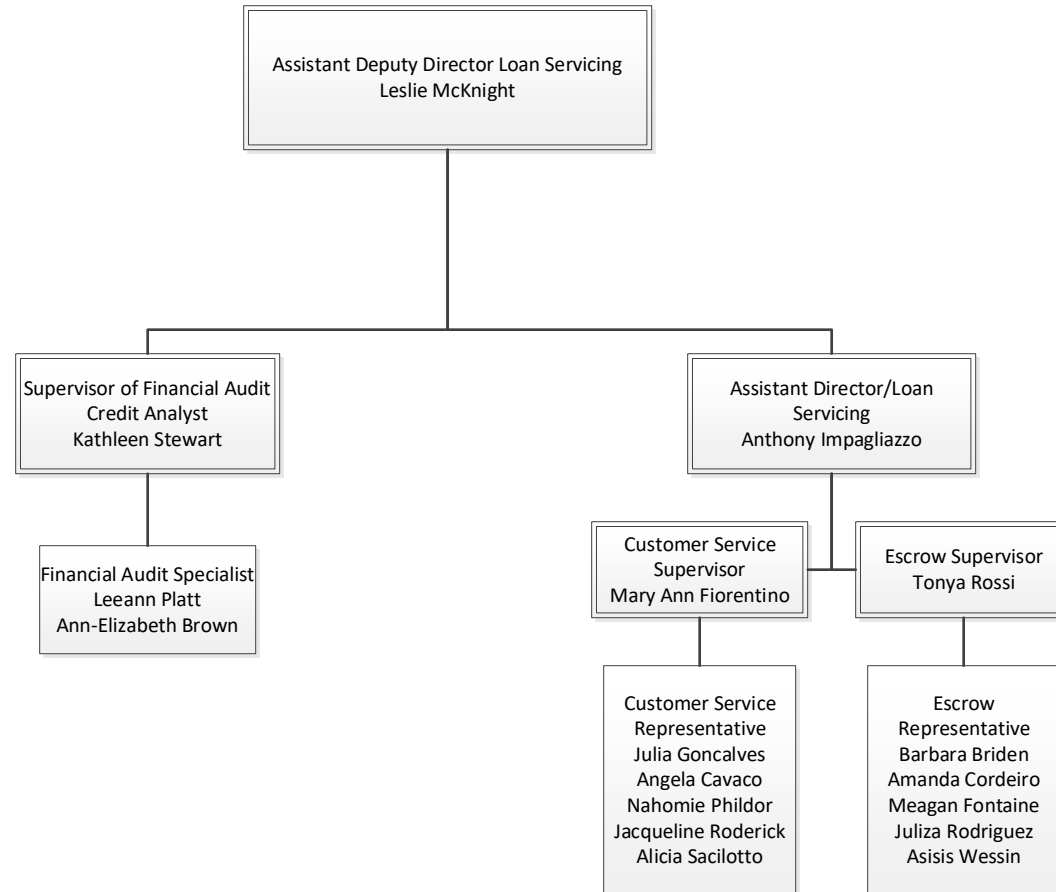 Assistant Deputy Director Loan Servicing
Leslie McKnight
Supervisor of Financial Audit
Credit Analyst
Kathleen Stewart
Assistant Director/Loan
Servicing
Anthony Impagliazzo
Financial Audit Specialist
Leeann Platt
Ann-Elizabeth Brown
Customer Service
Supervisor
Mary Ann Fiorentino
Escrow Supervisor
Tonya Rossi
Customer Service
Representative
Julia Goncalves
Angela Cavaco
Nahomie Phildor
Jacqueline Roderick
Alicia Sacilotto
Escrow
Representative
Barbara Briden
Amanda Cordeiro
Meagan Fontaine
Juliza Rodriguez
Asisis Wessin